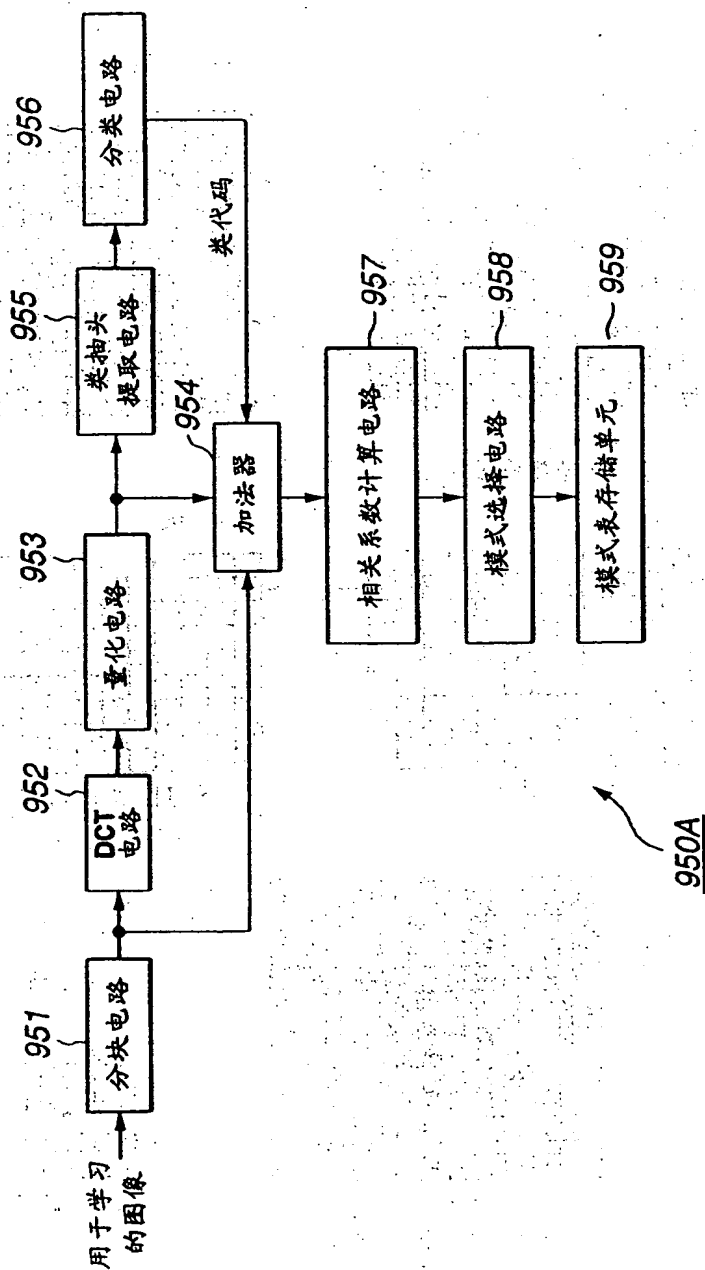 用于学习
的图像
951
分块电路
952
DCT
电路
953
量化电路
955
类抽头
提取电路
956
分类电路
类代码
954
加法器
957
相关系数计算电路
958
模式选择电路
959
模式表存储单元
950A